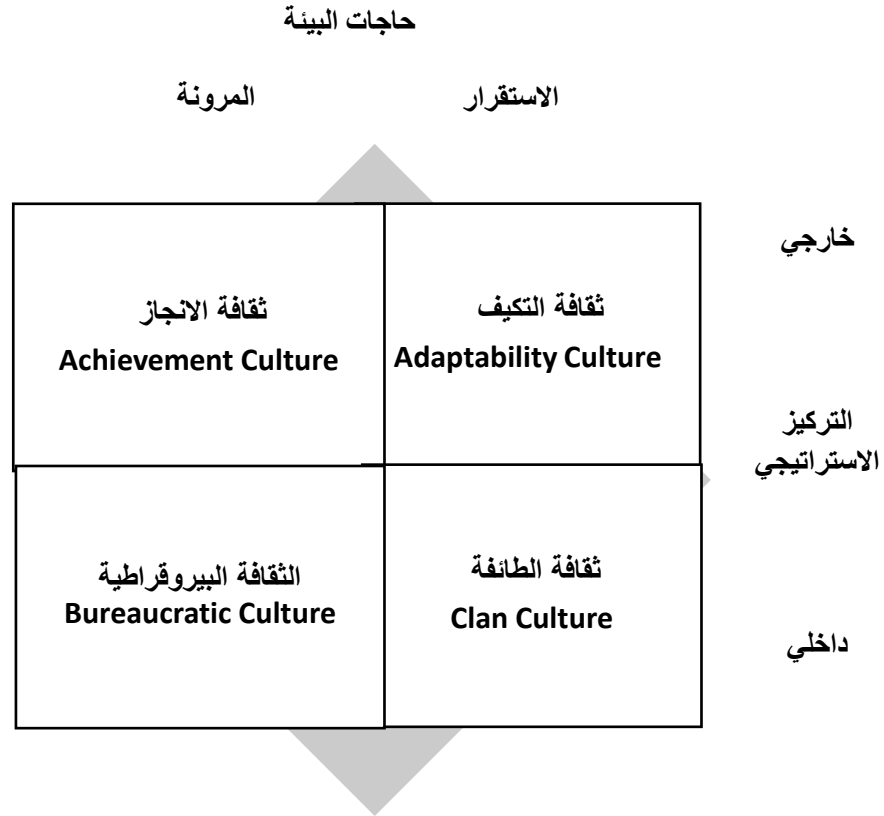 حاجات البيئة
الاستقرار
المرونة
خارجي
ثقافة التكيف
Adaptability Culture
ثقافة الانجاز
Achievement Culture
التركيز
الاستراتيجي
ثقافة الطائفة
Clan Culture
الثقافة البيروقراطية
Bureaucratic Culture
داخلي